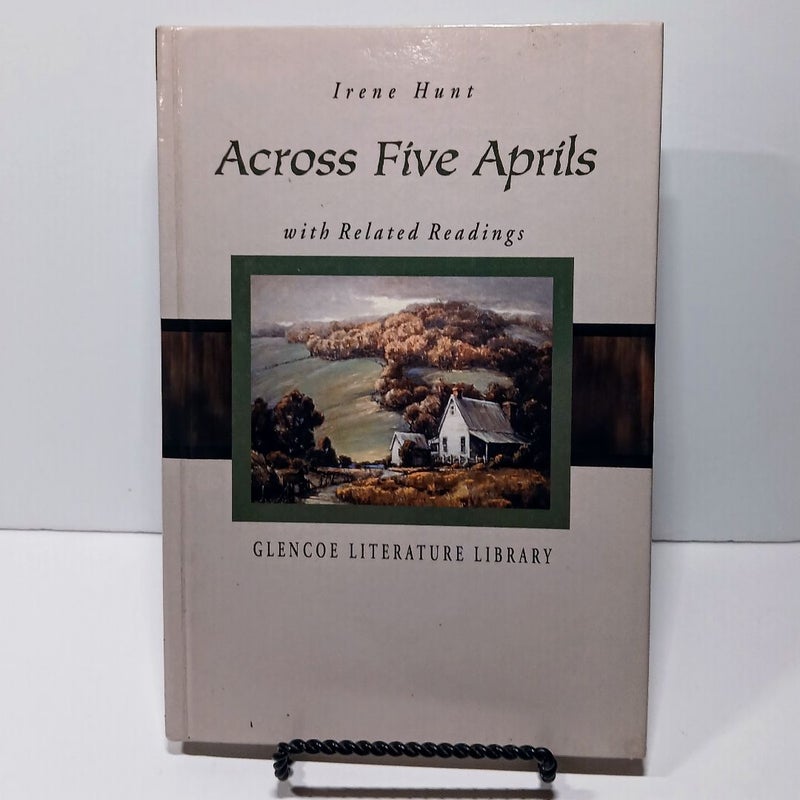 Irene Hunt
Across Five Aprils
with Related Readings
GLENCOE LITERATURE LIBRARY